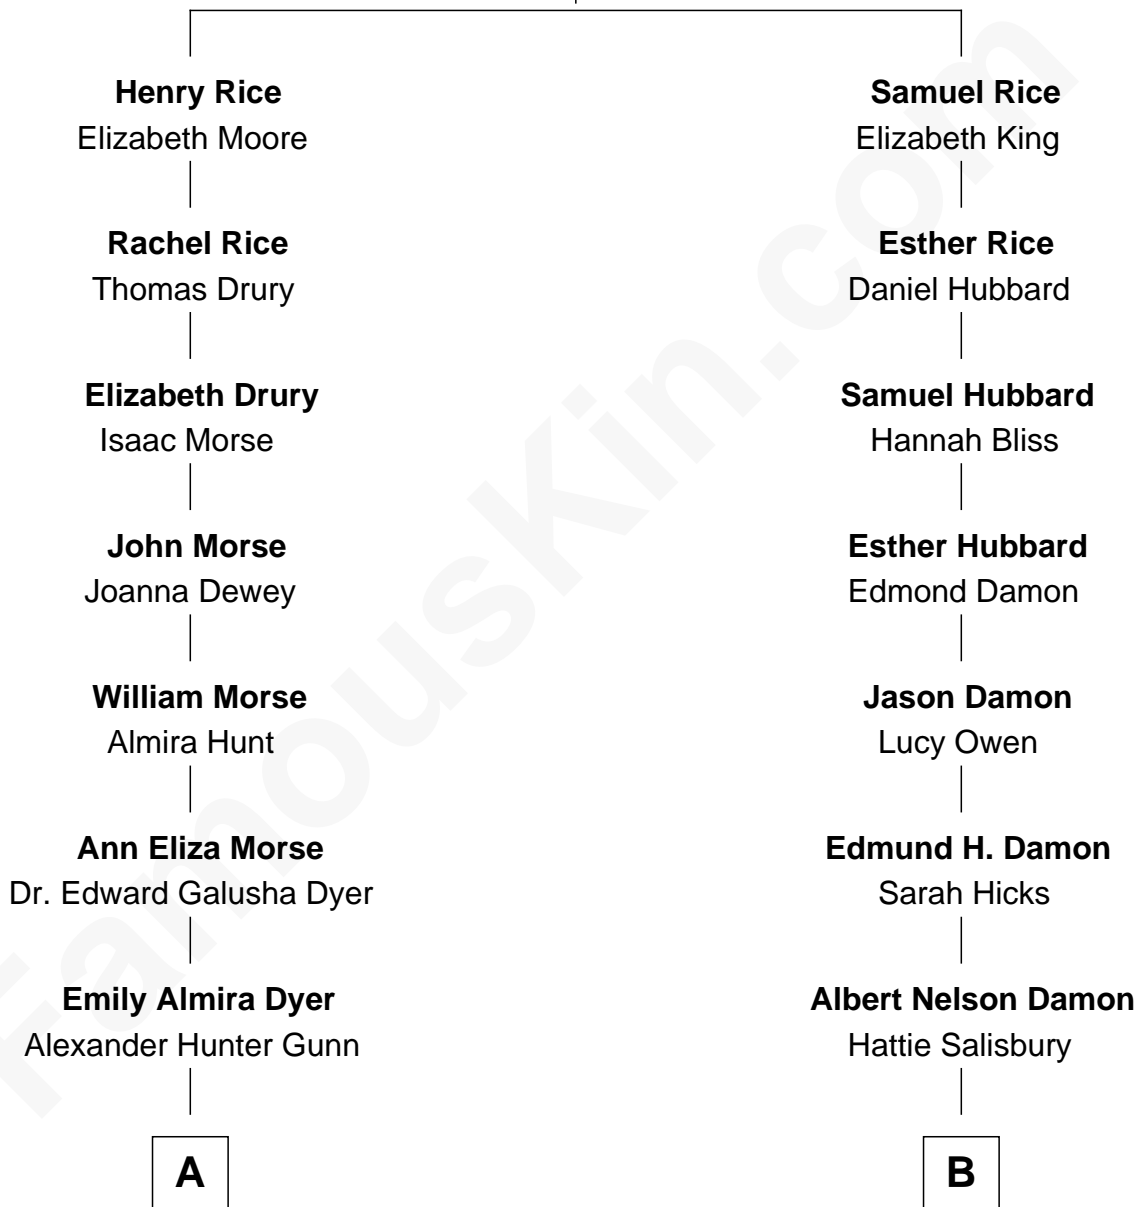 Henry Rice
Elizabeth Moore
Rachel Rice
Thomas Drury
Elizabeth Drury
Isaac Morse
John Morse
Joanna Dewey
William Morse
Almira Hunt
Ann Eliza Morse
Dr. Edward Galusha Dyer
Emily Almira Dyer
Alexander Hunter Gunn
A
Samuel Rice
Elizabeth King
Esther Rice
Daniel Hubbard
Samuel Hubbard
Hannah Bliss
Esther Hubbard
Edmond Damon
Jason Damon
Lucy Owen
Edmund H. Damon
Sarah Hicks
Albert Nelson Damon
Hattie Salisbury
B
FamousKin.com